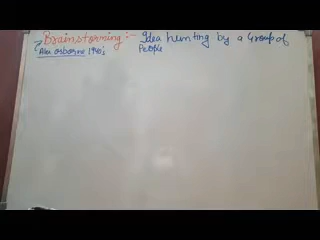 Brainstorming :- Idea hunting by a Group of
Alex osborne 1940's People